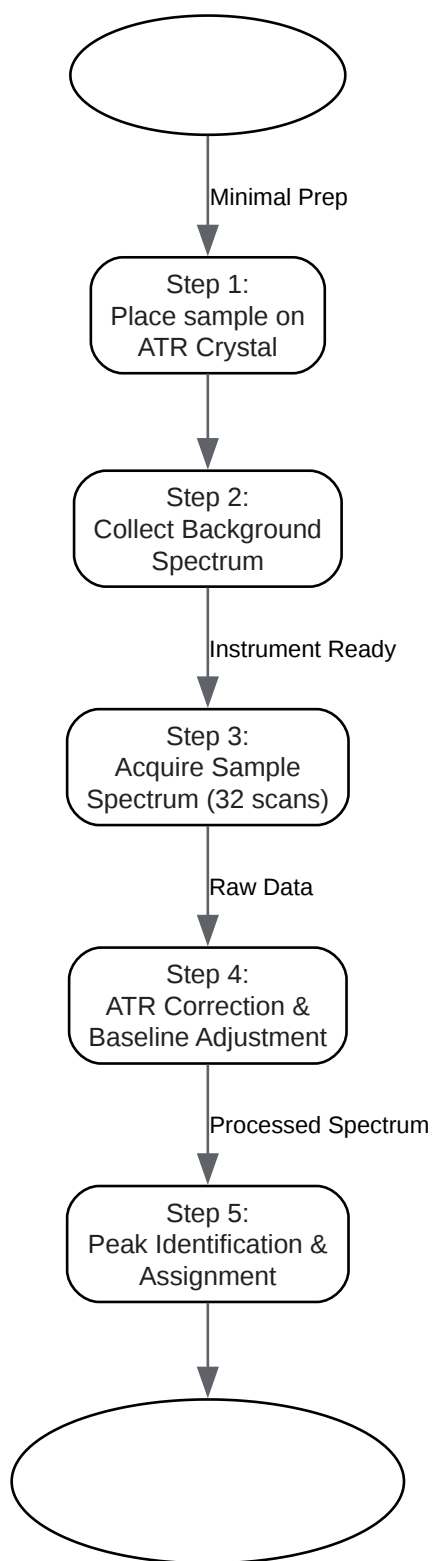 Minimal Prep
Step 1:
Place sample on
ATR Crystal
Step 2:
Collect Background
Spectrum
Instrument Ready
Step 3:
Acquire Sample
Spectrum (32 scans)
Raw Data
Step 4:
ATR Correction &
Baseline Adjustment
Processed Spectrum
Step 5:
Peak Identification &
Assignment